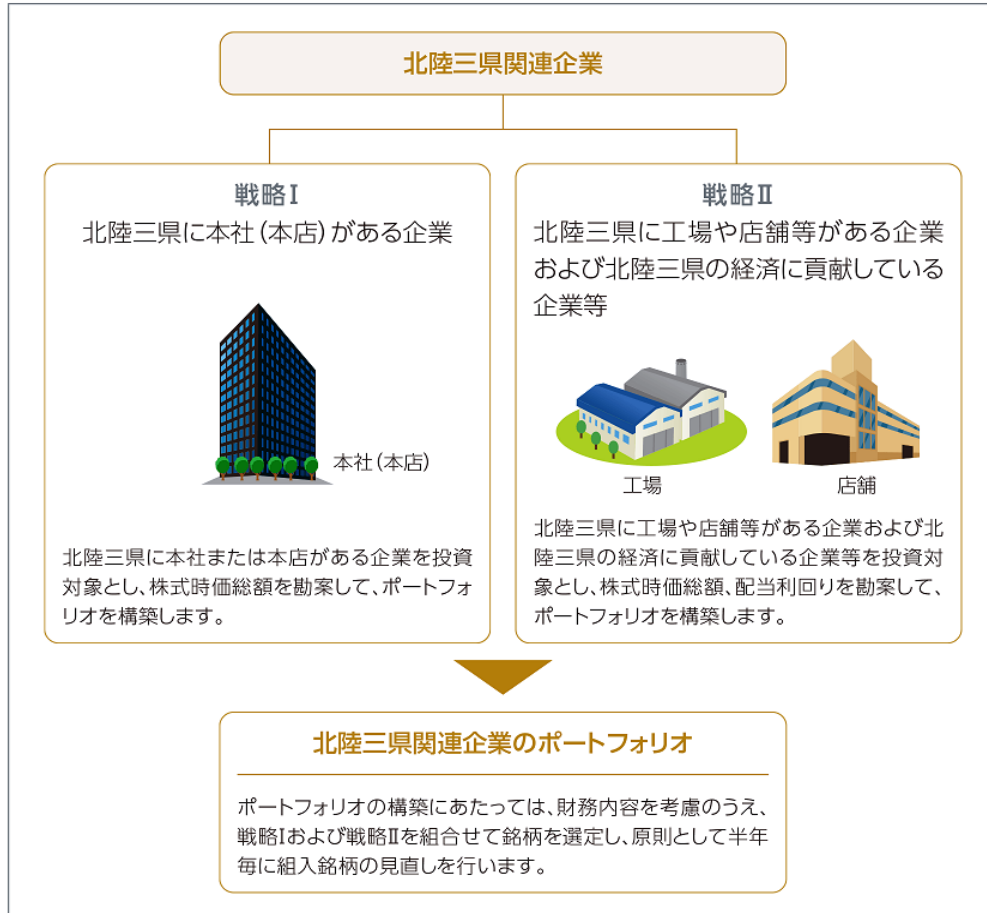 北陸三県関連企業
戦略Ⅰ
北陸三県に本社(本店)がある企業
本社(本店)
北陸三県に本社または本店がある企業を投資
対象とし、株式時価総額を勘案して、ポートフォ
リオを構築します。
戦略Ⅱ
北陸三県に工場や店舗等がある企業
および北陸三県の経済に貢献している
企業等
工場
店舗
北陸三県に工場や店舗等がある企業および北
陸三県の経済に貢献している企業等を投資対
象とし、株式時価総額、配当利回りを勘案して、
ポートフォリオを構築します。
北陸三県関連企業のポートフォリオ
ポートフォリオの構築にあたっては、財務内容を考慮のうえ、
戦略Ⅰおよび戦略Ⅱを組合せて銘柄を選定し、原則として半年
毎に組入銘柄の見直しを行います。